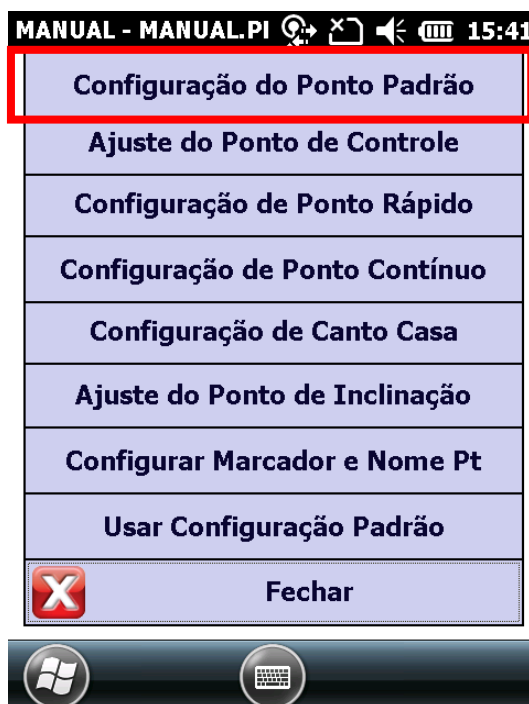 MANUAL - MANUAL.PI 15:41
Configuração do Ponto Padrão
Ajuste do Ponto de Controle
Configuração de Ponto Rápido
Configuração de Ponto Contínuo
Configuração de Canto Casa
Ajuste do Ponto de Inclinação
Configurar Marcador e Nome Pt
Usar Configuração Padrão
Fechar